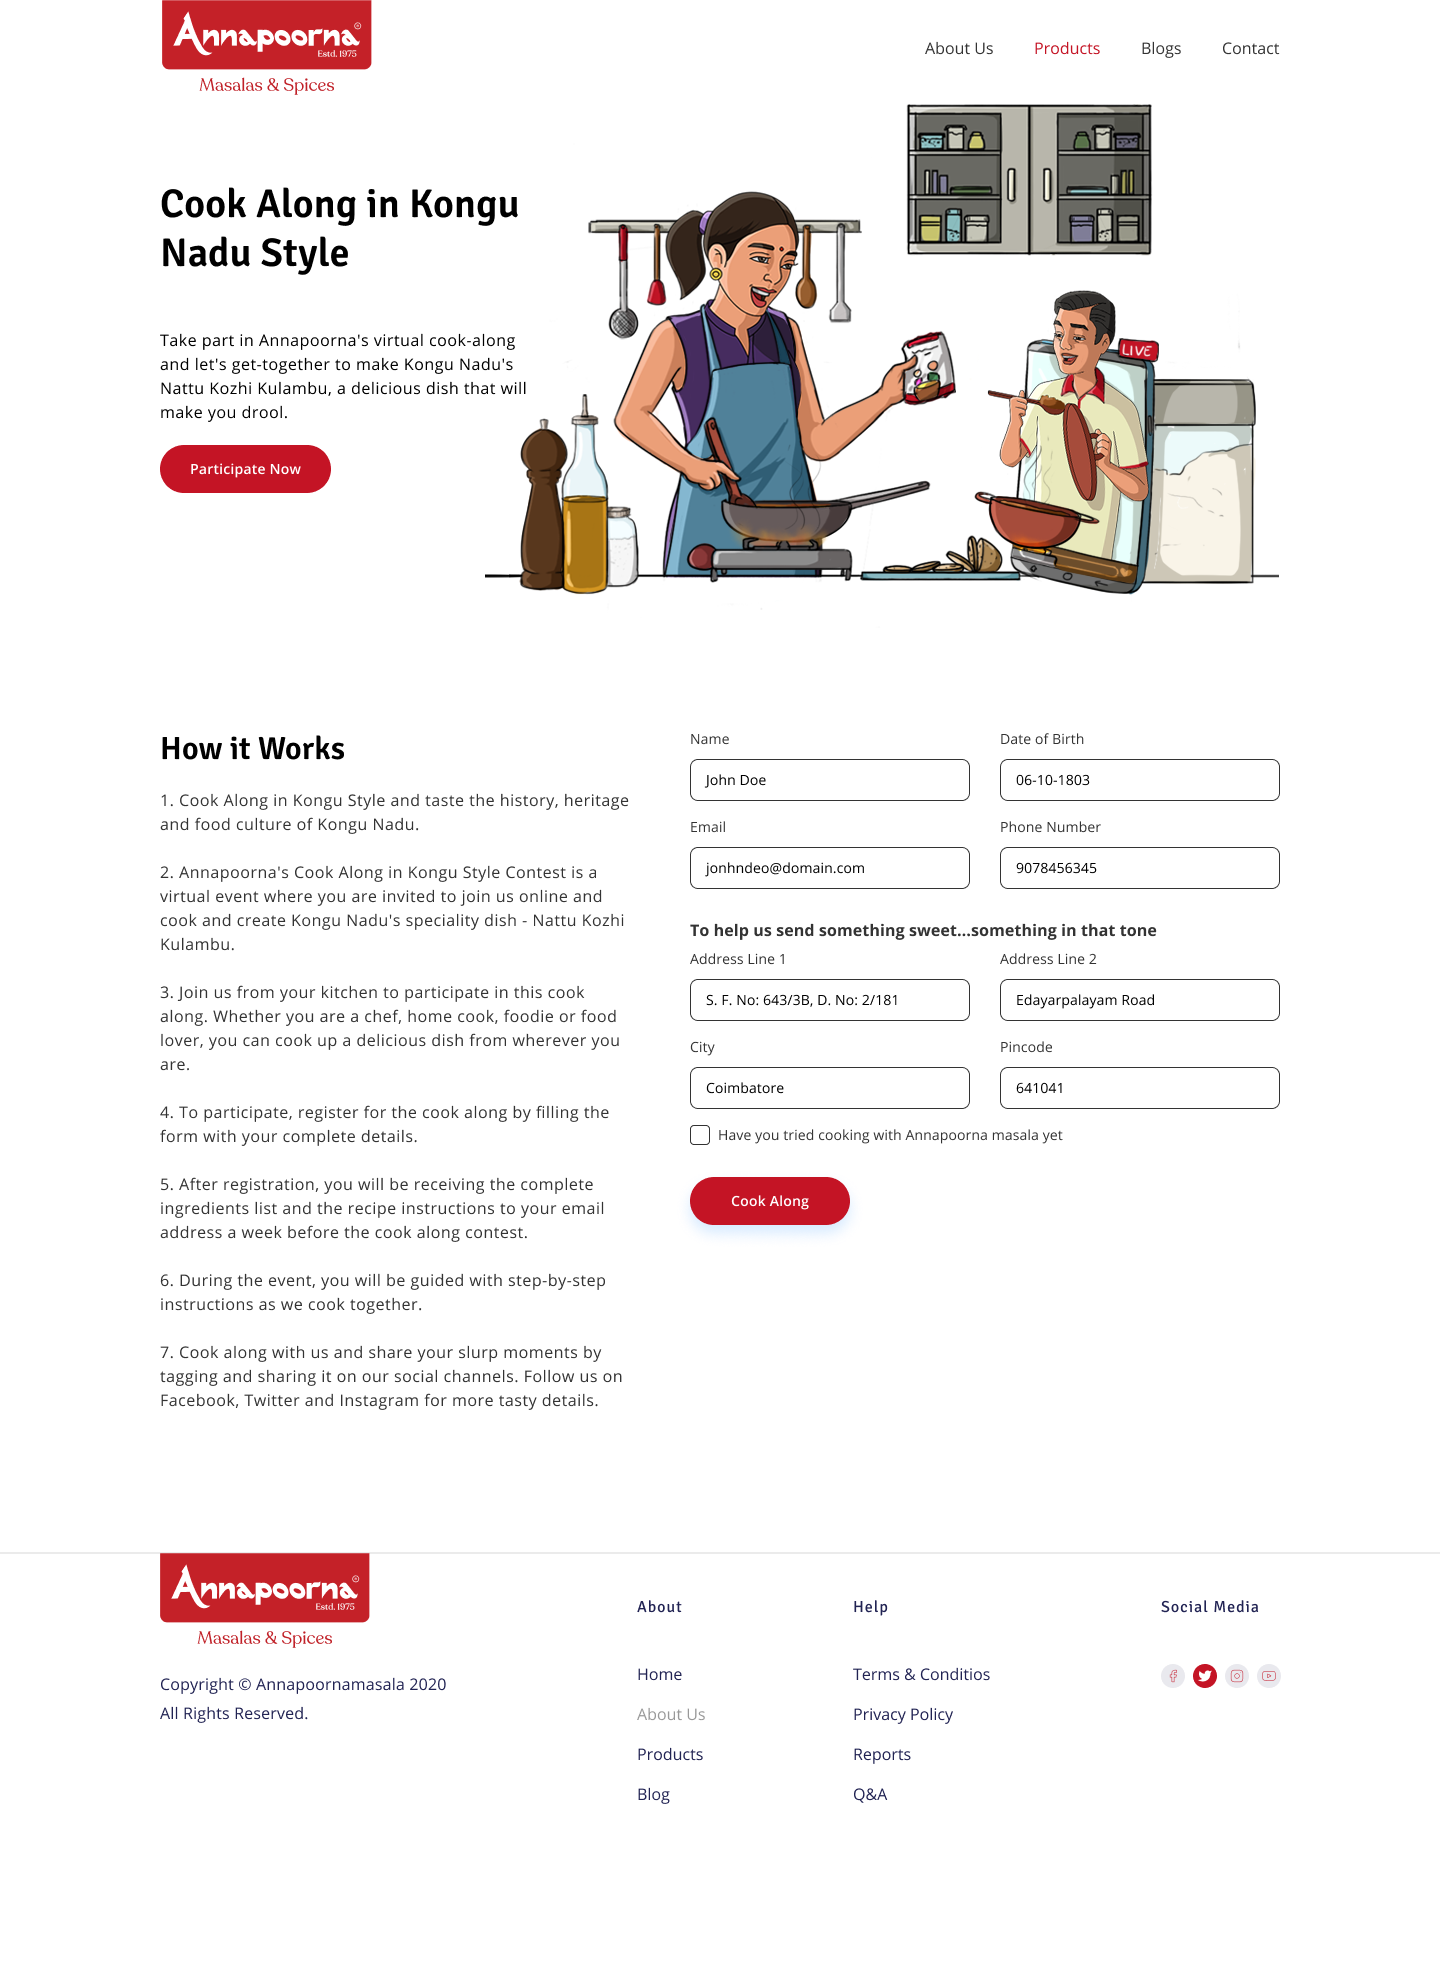 Annapoorna®
Estd. 1975
Masalas & Spices
About Us Products Blogs Contact
Cook Along in Kongu
Nadu Style
Take part in Annapoorna's virtual cook-along
and let's get-together to make Kongu Nadu's
Nattu Kozhi Kulambu, a delicious dish that will
make you drool.
Participate Now
LIVE
How it Works
1. Cook Along in Kongu Style and taste the history, heritage
and food culture of Kongu Nadu.
2. Annapoorna's Cook Along in Kongu Style Contest is a
virtual event where you are invited to join us online and
cook and create Kongu Nadu's speciality dish - Nattu Kozhi
Kulambu.
3. Join us from your kitchen to participate in this cook
along. Whether you are a chef, home cook, foodie or food
lover, you can cook up a delicious dish from wherever you
are.
4. To participate, register for the cook along by filling the
form with your complete details.
5. After registration, you will be receiving the complete
ingredients list and the recipe instructions to your email
address a week before the cook along contest.
6. During the event, you will be guided with step-by-step
instructions as we cook together.
7. Cook along with us and share your slurp moments by
tagging and sharing it on our social channels. Follow us on
Facebook, Twitter and Instagram for more tasty details.
Name Date of Birth
John Doe 06-10-1803
Email Phone Number
jonhndeo@domain.com 9078456345
To help us send something sweet...something in that tone
Address Line 1 Address Line 2
S. F. No: 643/3B, D. No: 2/181 Edayarpalayam Road
City Pincode
Coimbatore 641041
Have you tried cooking with Annapoorna masala yet
Cook Along
Annapoorna®
Estd. 1975
Masalas & Spices
Copyright © Annapoornamasala 2020
All Rights Reserved.
About
Home
About Us
Products
Blog
Help
Terms & Conditios
Privacy Policy
Reports
Q&A
Social Media